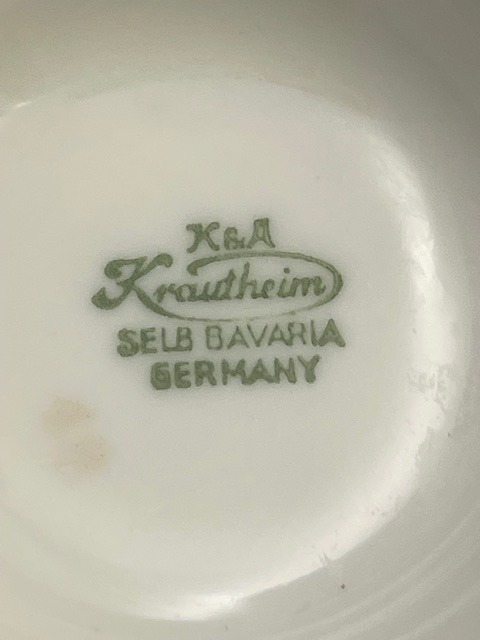 K&A
Krautheim
SELB BAVARIA
GERMANY